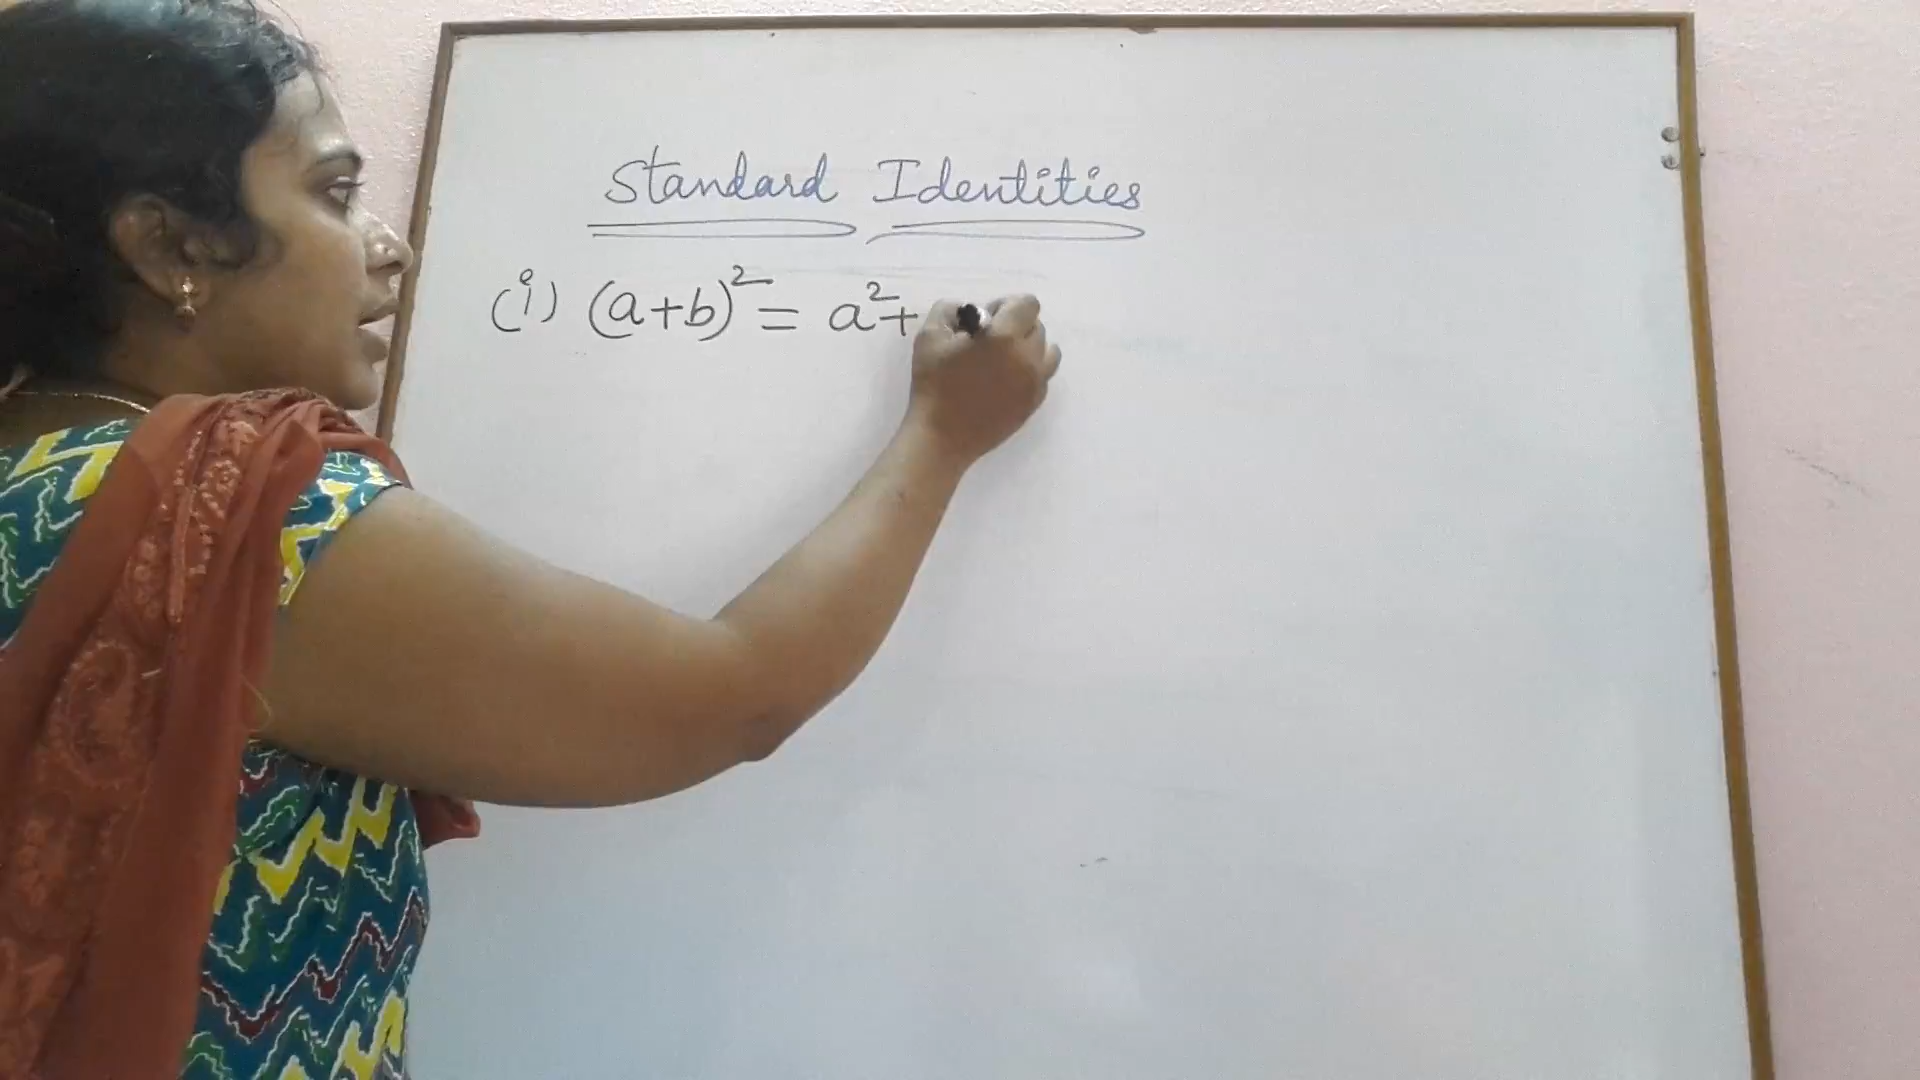 Standard Identities
(i) (a+b)² = a²+